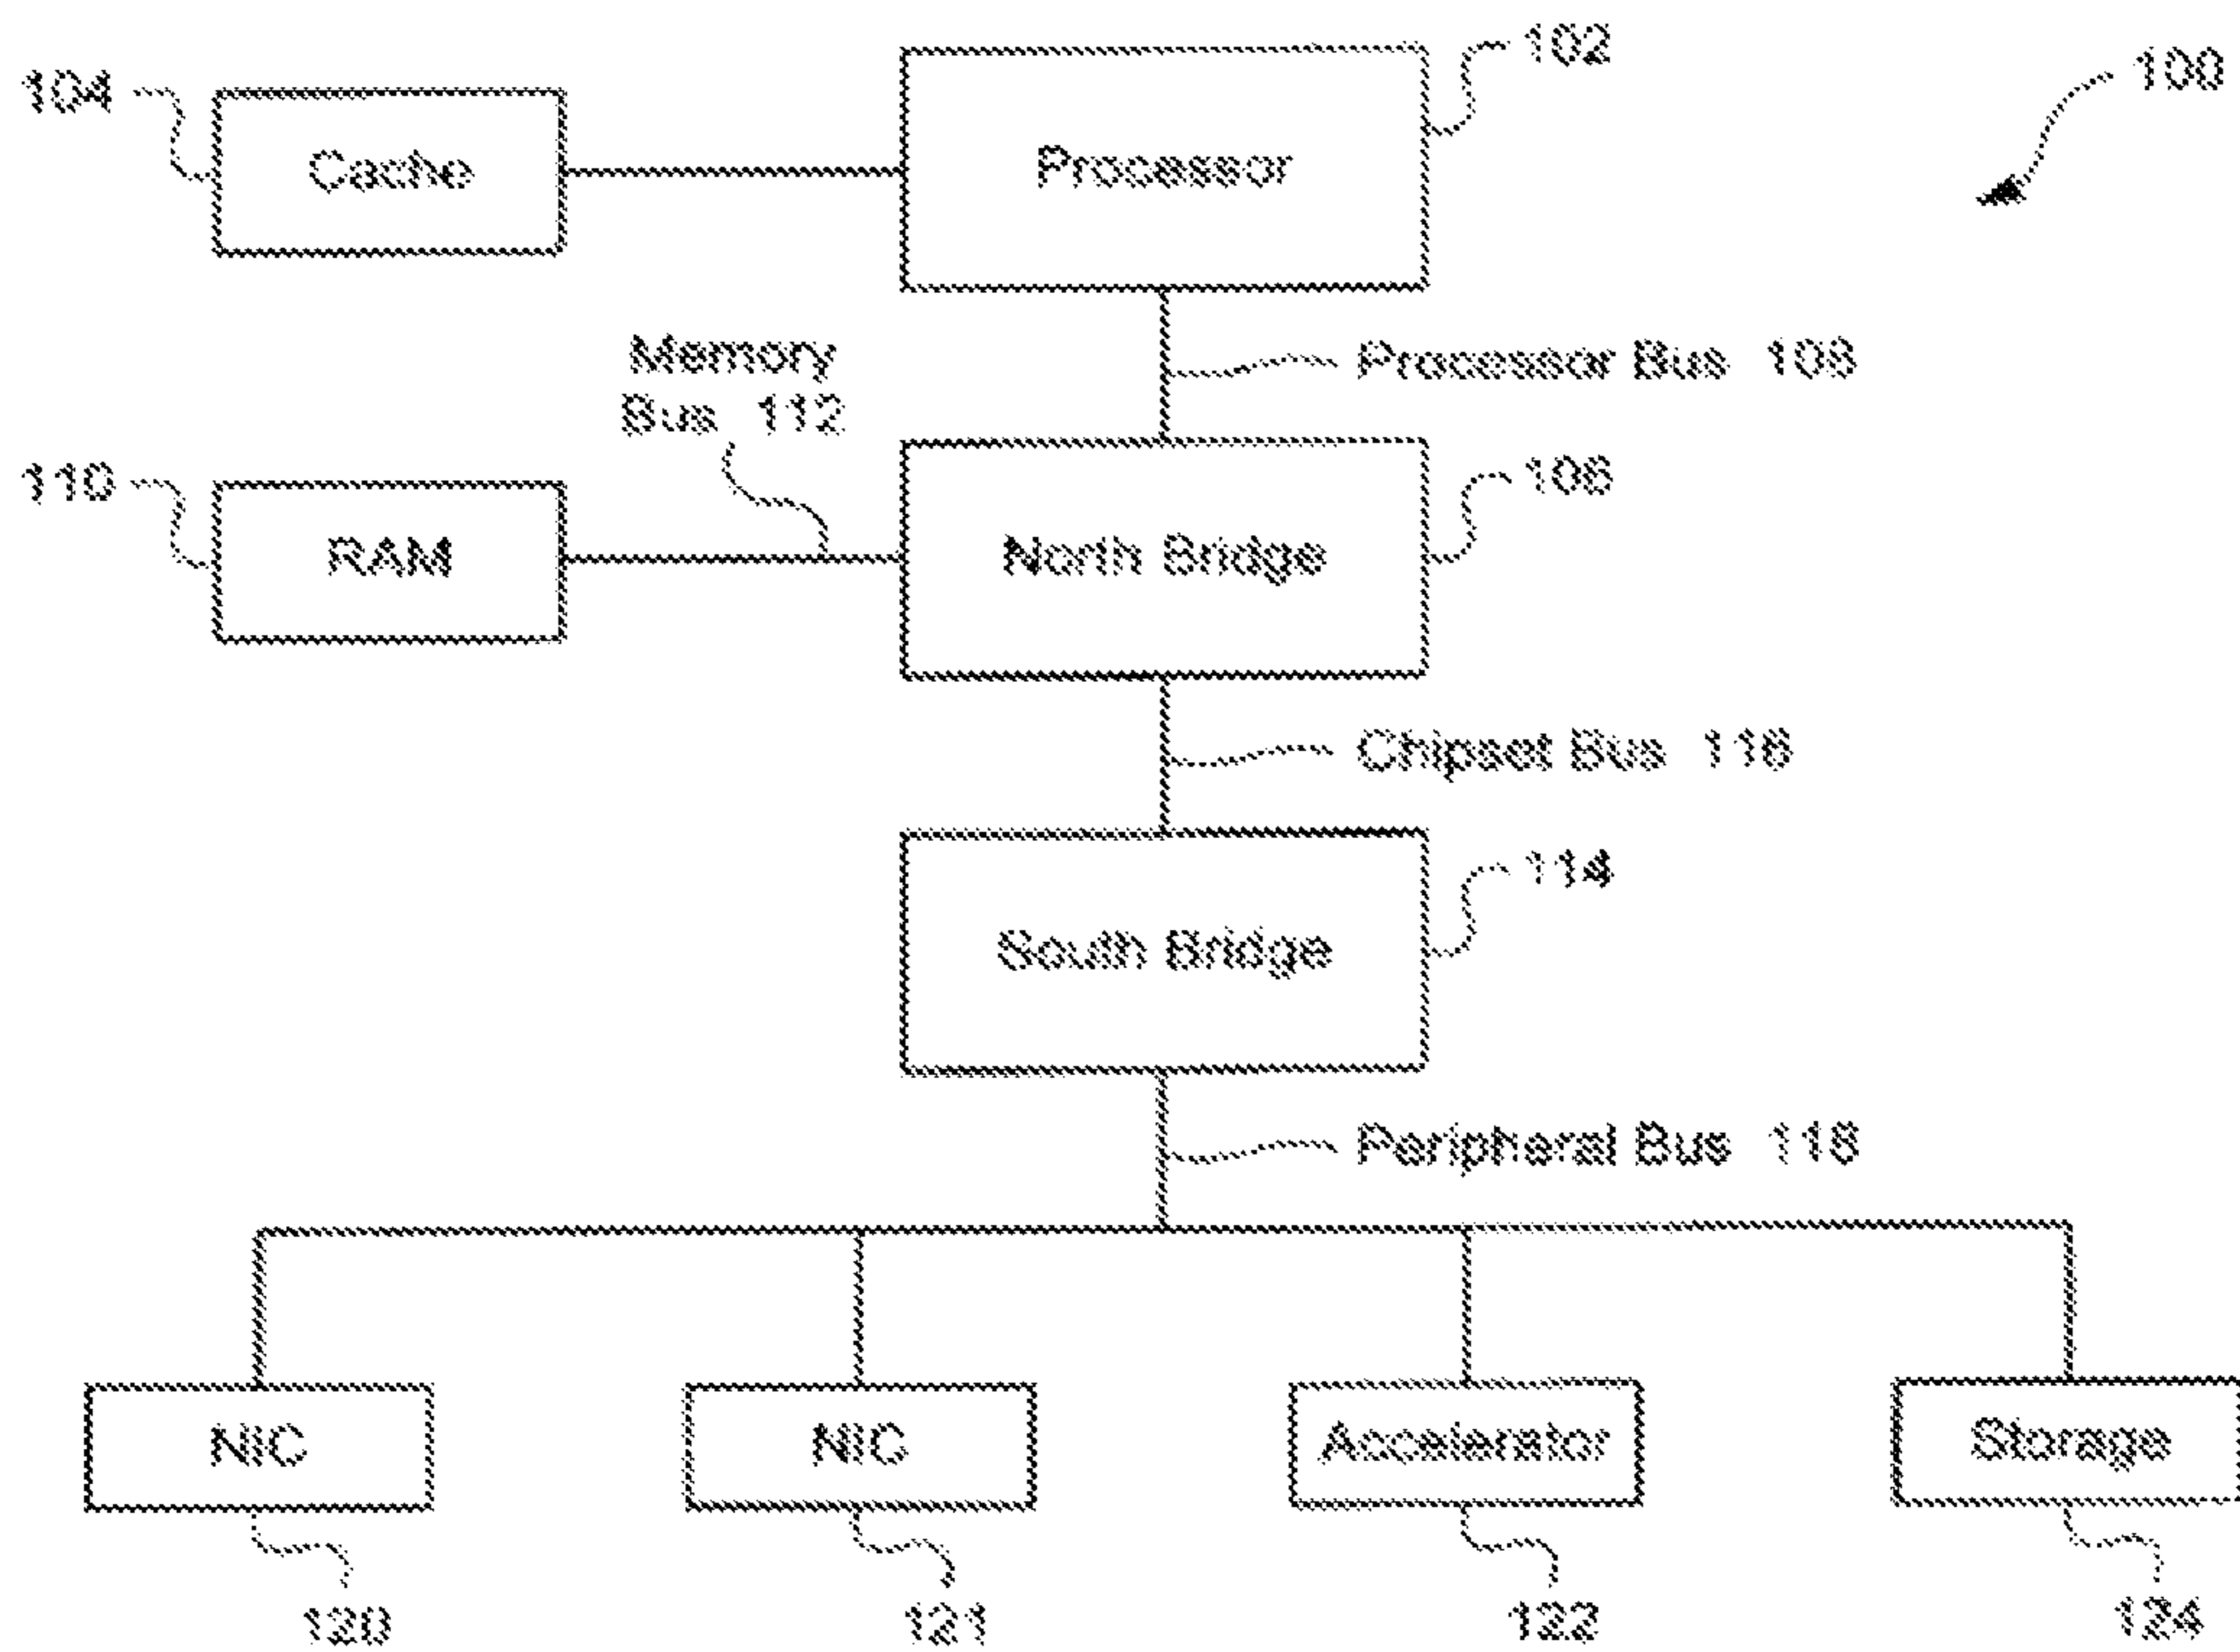 102
100
104
Cache
Processor
Memory
Bus 112
Processor Bus 108
110
RAM
North Bridge
106
Chipset Bus 116
114
South Bridge
Peripheral Bus 118
NIC
NIC
Accelerator
Storage
120
121
122
124